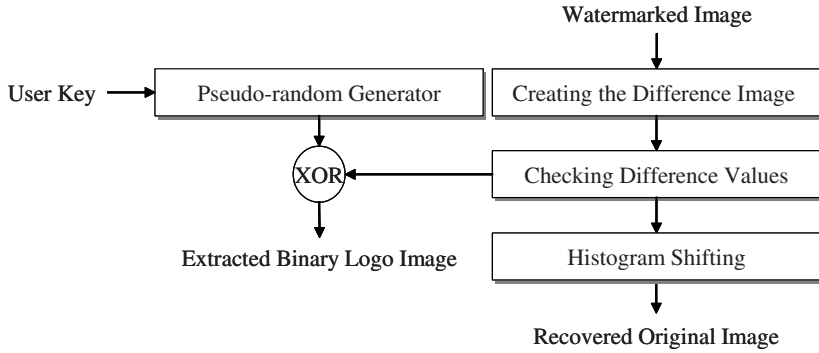 Watermarked Image
User Key
Pseudo-random Generator
Creating the Difference Image
XOR
Checking Difference Values
Extracted Binary Logo Image
Histogram Shifting
Recovered Original Image